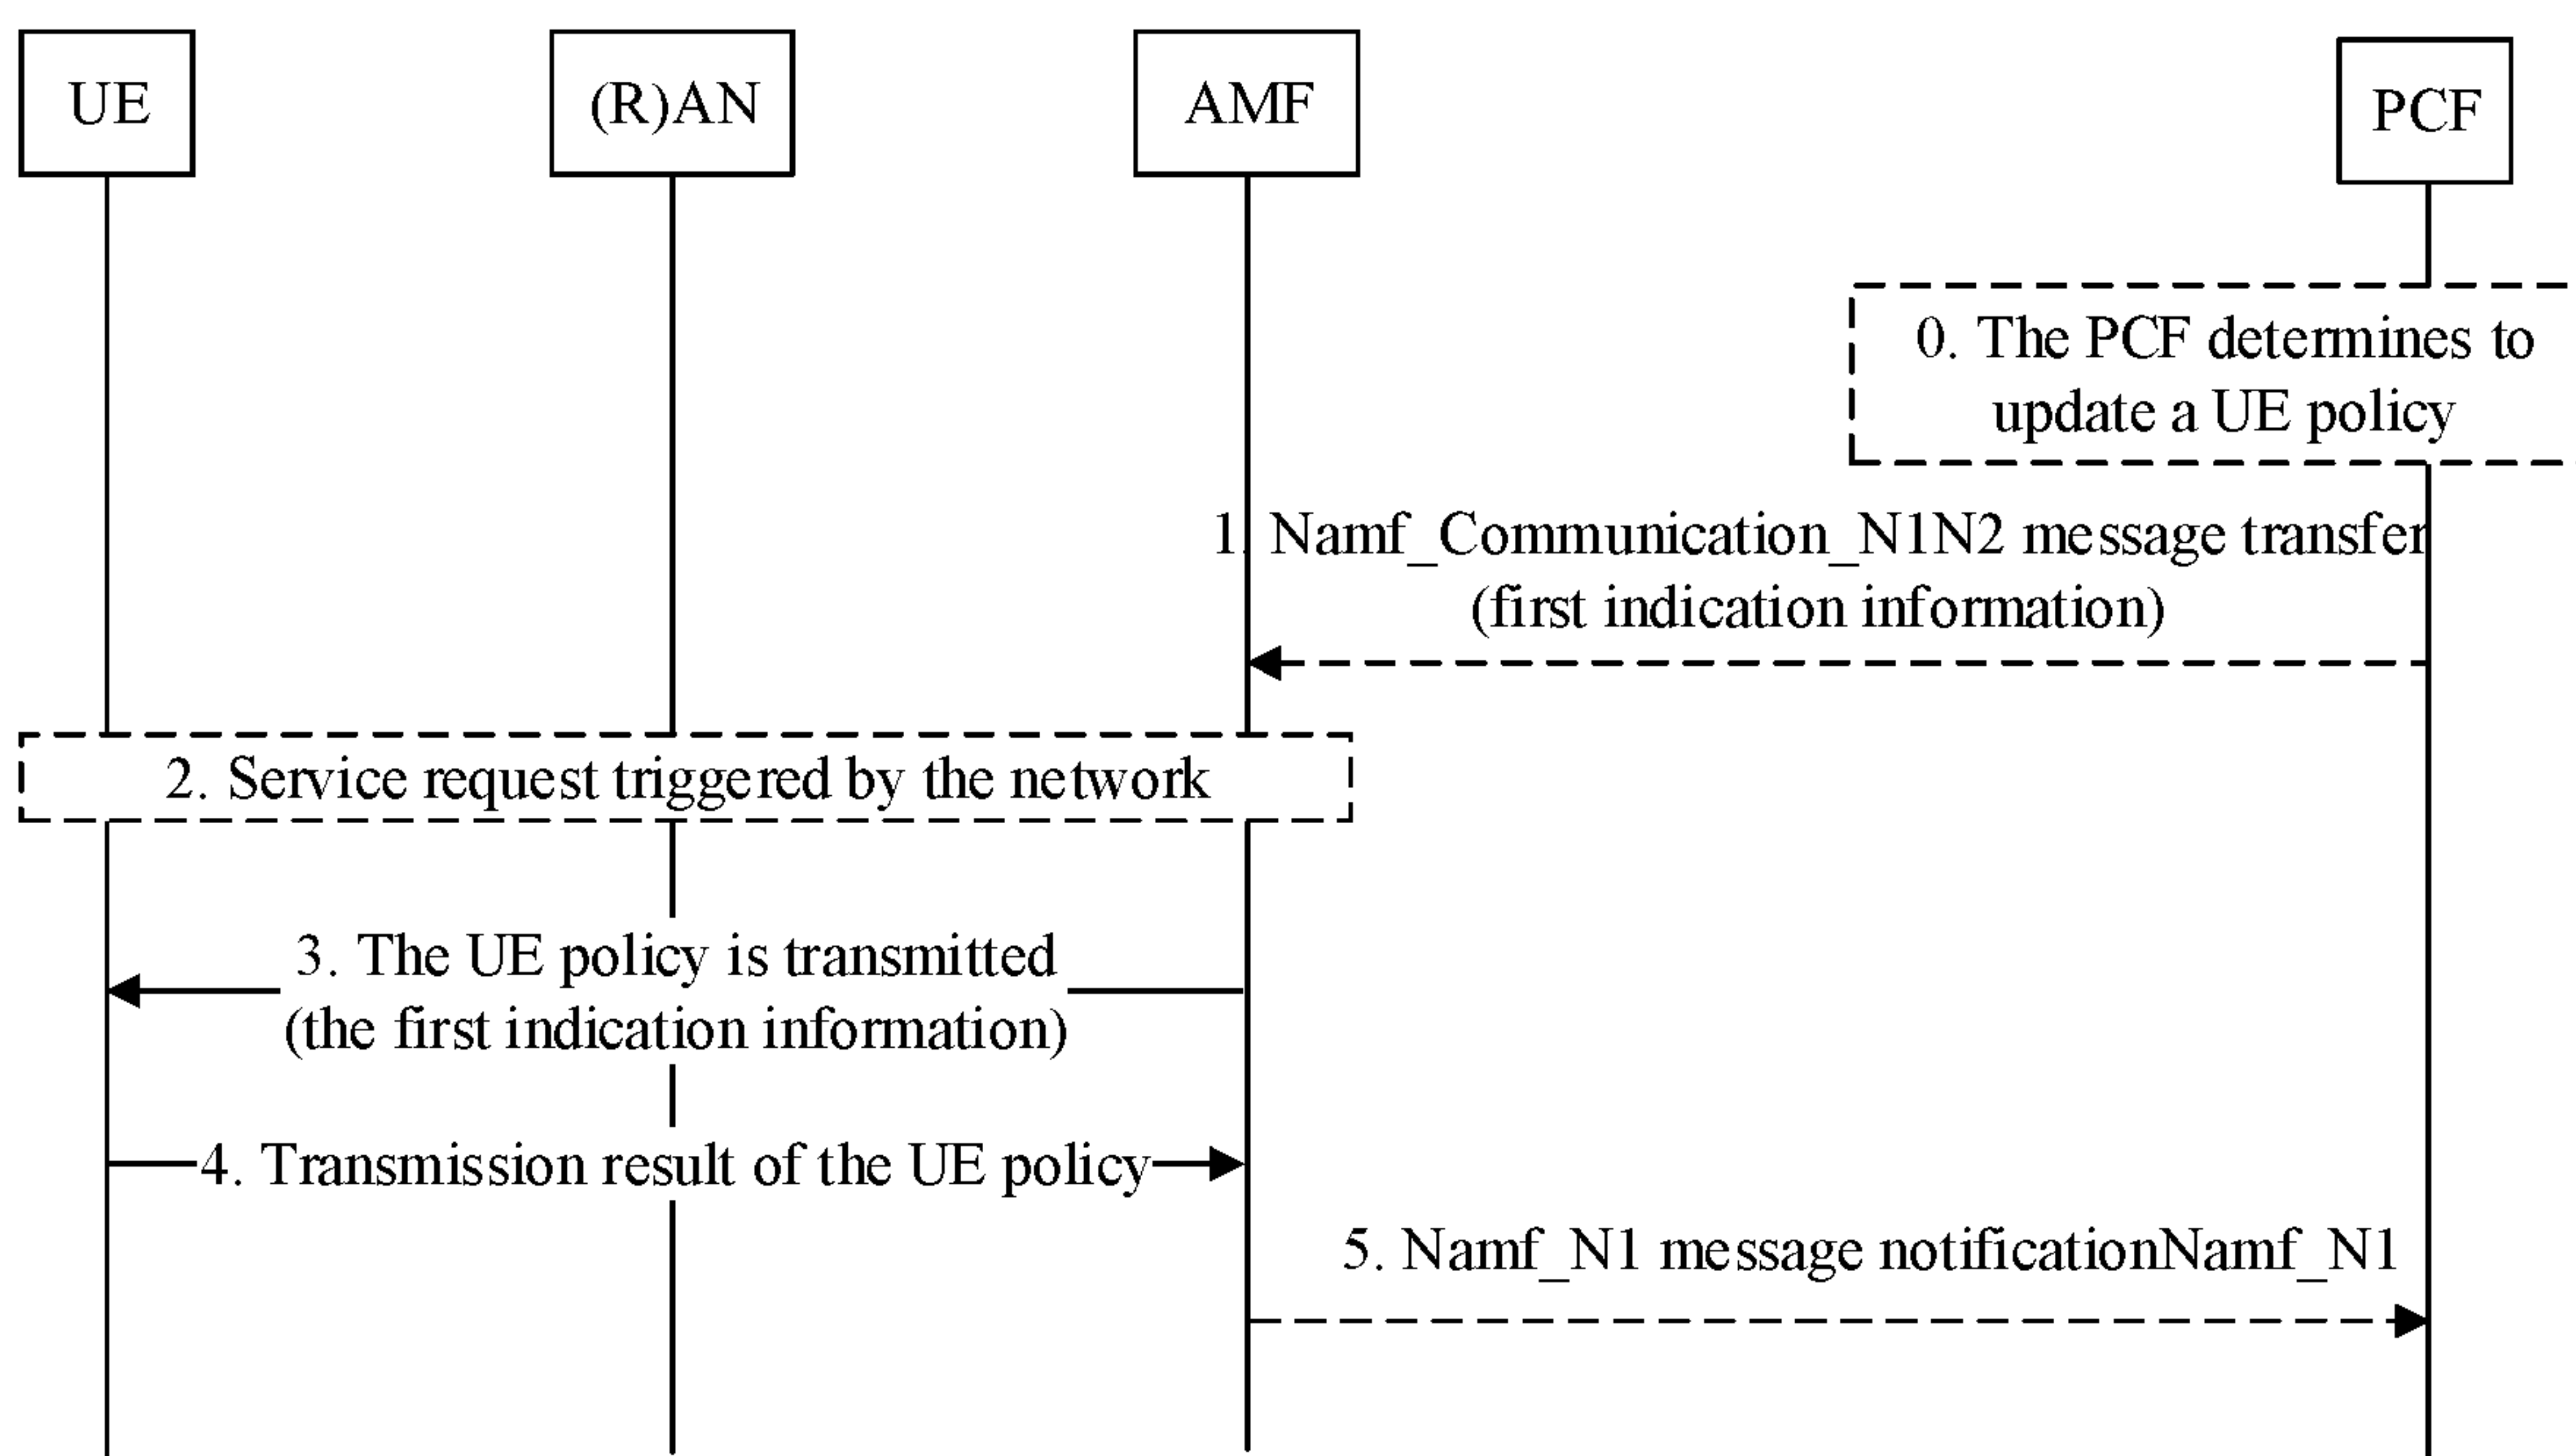 UE
(R)AN
AMF
PCF
0. The PCF determines to
update a UE policy
1. Namf_Communication_N1N2 message transfer
(first indication information)
2. Service request triggered by the network
3. The UE policy is transmitted
(the first indication information)
4. Transmission result of the UE policy
5. Namf_N1 message notificationNamf_N1